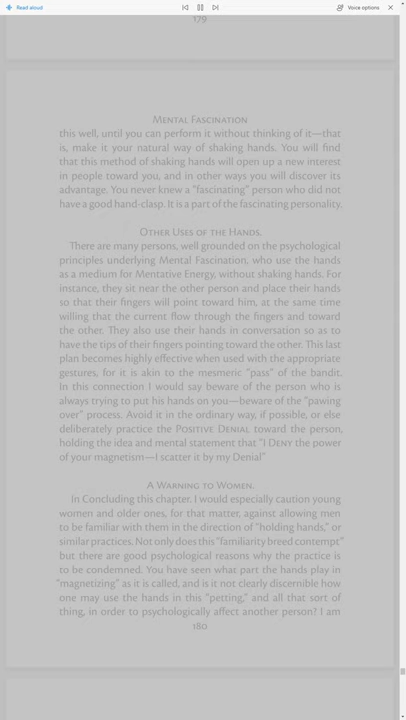 Read aloud
Voice options
179
Mental Fascination
this well, until you can perform it without thinking of it—that
is, make it your natural way of shaking hands. You will find
that this method of shaking hands will open up a new interest
in people toward you, and in other ways you will discover its
advantage. You never knew a "fascinating" person who did not
have a good hand-clasp. It is a part of the fascinating personality.
Other Uses of the Hands.
There are many persons, well grounded on the psychological
principles underlying Mental Fascination, who use the hands
as a medium for Mentative Energy, without shaking hands. For
instance, they sit near the other person and place their hands
so that their fingers will point toward him, at the same time
willing that the current flow through the fingers and toward
the other. They also use their hands in conversation so as to
have the tips of their fingers pointing toward the other. This last
plan becomes highly effective when used with the appropriate
gestures, for it is akin to the mesmeric "pass" of the bandit.
In this connection I would say beware of the person who is
always trying to put his hands on you—beware of the "pawing
over" process. Avoid it in the ordinary way, if possible, or else
deliberately practice the Positive Denial toward the person,
holding the idea and mental statement that "I Deny the power
of your magnetism—I scatter it by my Denial"
A Warning to Women.
In Concluding this chapter. I would especially caution young
women and older ones, for that matter, against allowing men
to be familiar with them in the direction of "holding hands," or
similar practices. Not only does this "familiarity breed contempt"
but there are good psychological reasons why the practice is
to be condemned. You have seen what part the hands play in
"magnetizing" as it is called, and is it not clearly discernible how
one may use the hands in this "petting," and all that sort of
thing, in order to psychologically affect another person? I am
180